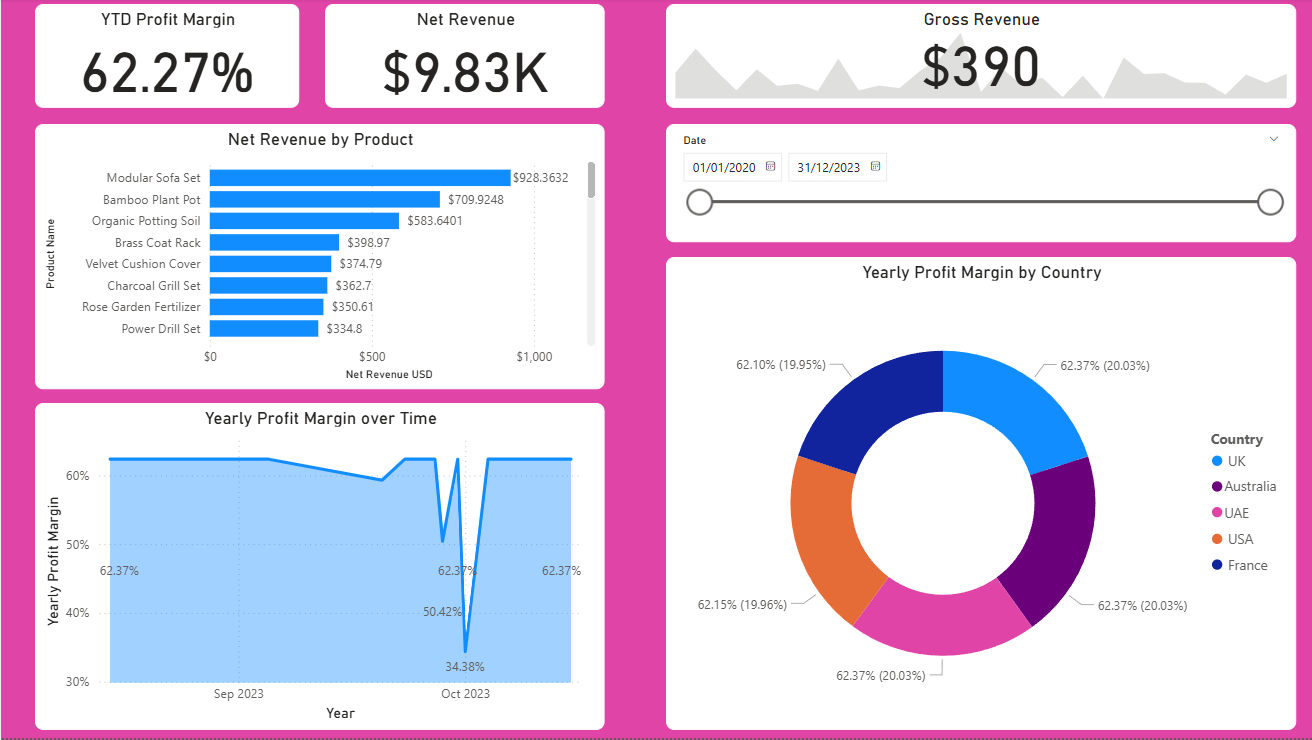 YTD Profit Margin
62.27%
Net Revenue
$9.83K
Gross Revenue
$390
Net Revenue by Product
Product Name
Modular Sofa Set $928.3632
Bamboo Plant Pot $709.9248
Organic Potting Soil $583.6401
Brass Coat Rack $398.97
Velvet Cushion Cover $374.79
Charcoal Grill Set $362.7
Rose Garden Fertilizer $350.61
Power Drill Set $334.8
$0 $500 $1,000
Net Revenue USD
Date
01/01/2020 31/12/2023
Yearly Profit Margin over Time
Yearly Profit Margin
60%
50%
40%
30%
62.37% 62.37% 62.37%
50.42%
34.38%
Sep 2023 Oct 2023
Year
Yearly Profit Margin by Country
62.10% (19.95%) 62.37% (20.03%)
62.15% (19.96%) 62.37% (20.03%)
62.37% (20.03%)
Country
UK
Australia
UAE
USA
France